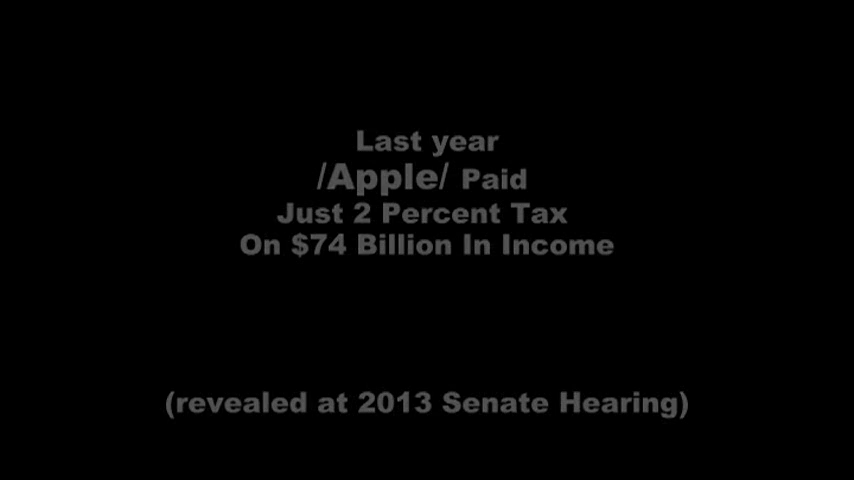 Last year
/Apple/ Paid
Just 2 Percent Tax
On $74 Billion In Income
(revealed at 2013 Senate Hearing)